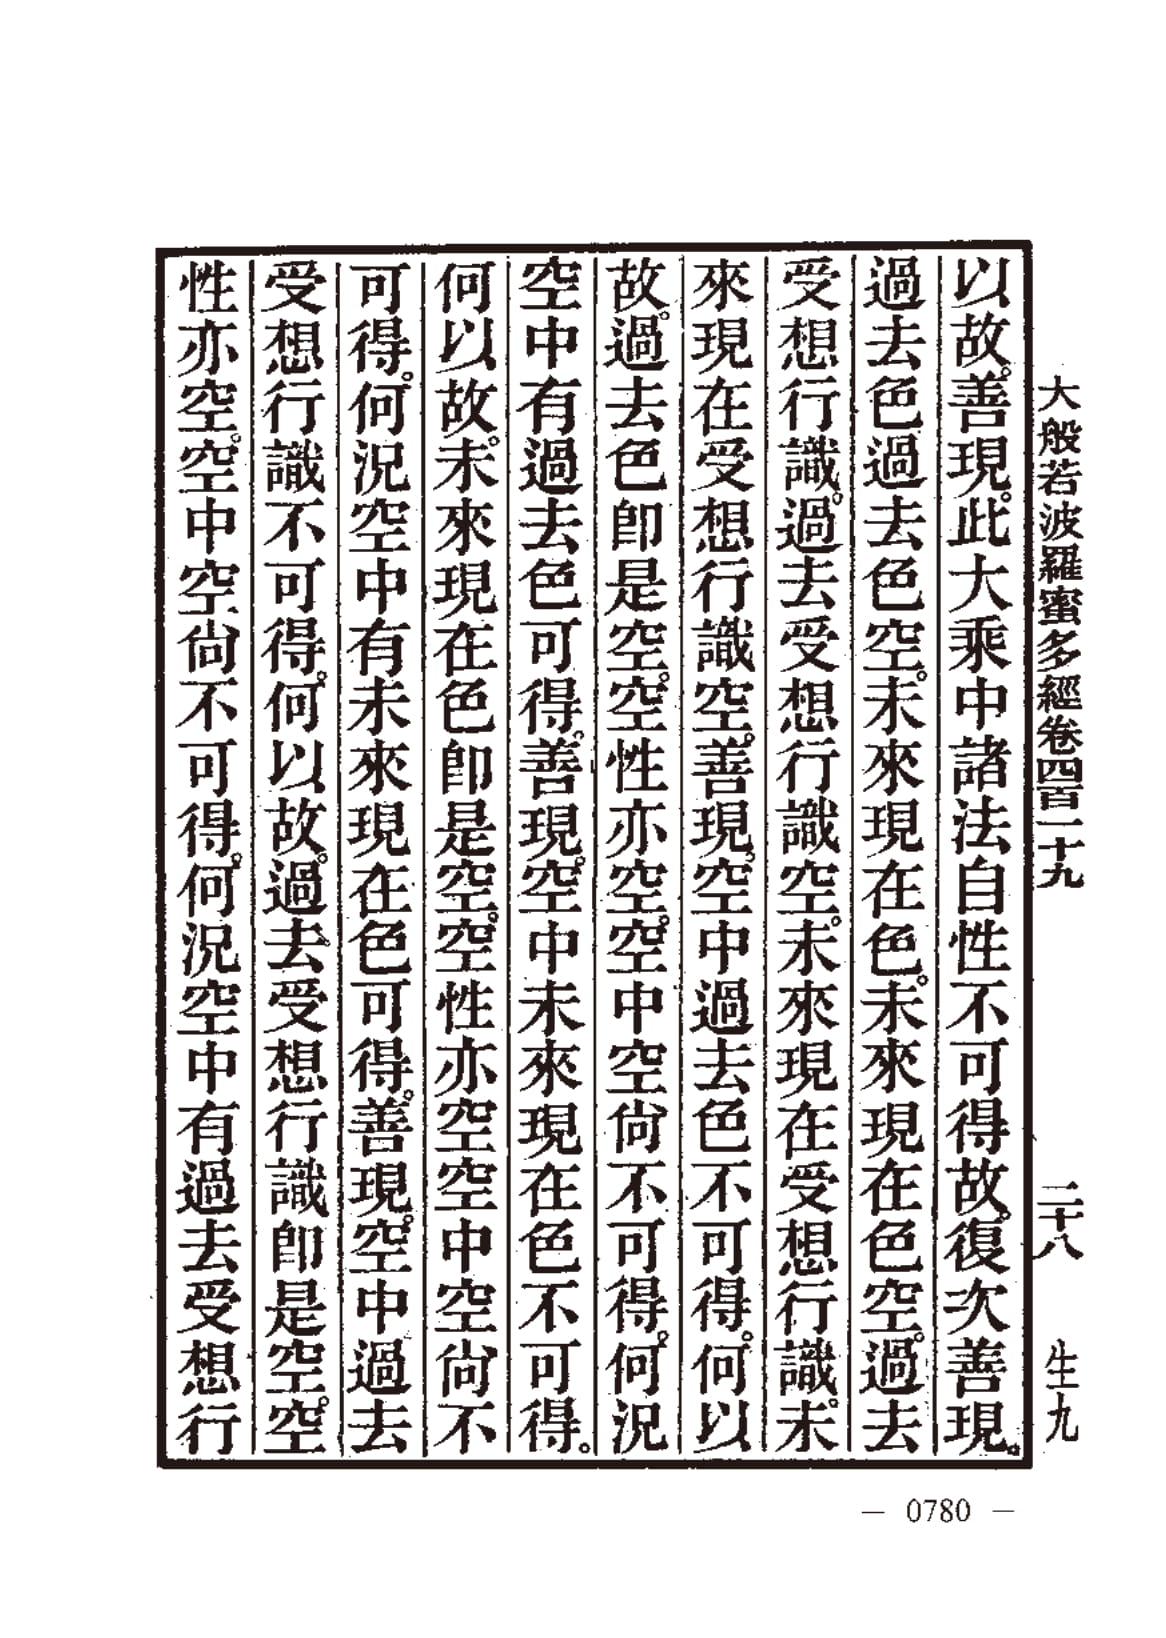 大般若波羅蜜多經卷四百一十九 二十八 生九
以故。善現。此大乘中諸法自性不可得故。復次善現。
過去色過去色空。未來現在色。未來現在色空。過去
受想行識。過去受想行識空。未來現在受想行識。未
來現在受想行識空。善現。空中過去色不可得。何以
故。過去色卽是空。空性亦空。空中空尙不可得。何況
空中有過去色可得。善現。空中未來現在色不可得。
何以故。未來現在色卽是空。空性亦空空中空尙不
可得。何況空中有未來現在色可得。善現。空中過去
受想行識不可得。何以故。過去受想行識卽是空。空
性亦空。空中空尙不可得。何況空中有過去受想行
— 0780 —